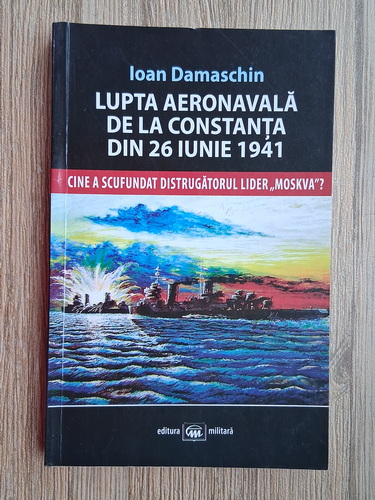 Ioan Damaschin
LUPTA AERONAVALĂ
DE LA CONSTANȚA
DIN 26 IUNIE 1941
CINE A SCUFUNDAT DISTRUGĂTORUL LIDER „MOSKVA”?
editura militară